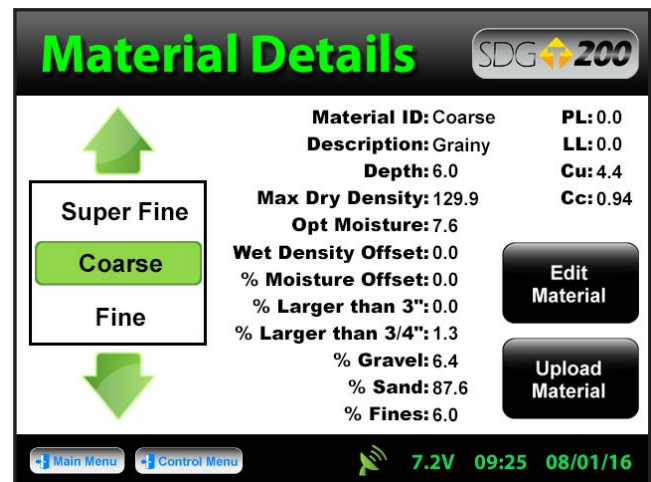 Material Details
SDG T 200
Super Fine
Coarse
Fine
Material ID: Coarse
Description: Grainy
Depth: 6.0
Max Dry Density: 129.9
Opt Moisture: 7.6
Wet Density Offset: 0.0
% Moisture Offset: 0.0
% Larger than 3": 0.0
% Larger than 3/4": 1.3
% Gravel: 6.4
% Sand: 87.6
% Fines: 6.0
PL: 0.0
LL: 0.0
Cu: 4.4
Cc: 0.94
Edit
Material
Upload
Material
Main Menu
Control Menu
7.2V 09:25 08/01/16